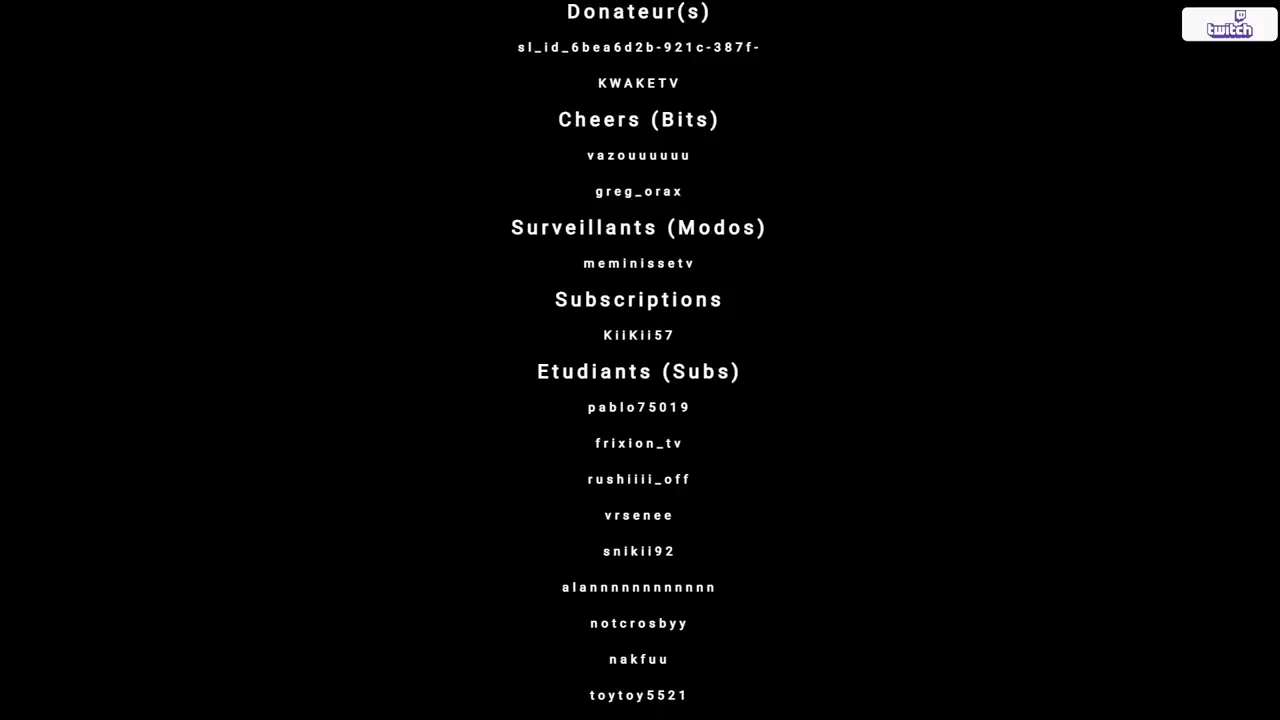 Donateur(s)
twitch
sl_id_6bea6d2b-921c-387f-
KWAKETV
Cheers (Bits)
vazouuuuuu
greg_orax
Surveillants (Modos)
meminissetv
Subscriptions
KiiKii57
Etudiants (Subs)
pablo75019
frixion_tv
rushiiii_off
vrsenee
snikii92
alannnnnnnnnnnn
notcrosbyy
nakfuu
toytoy5521